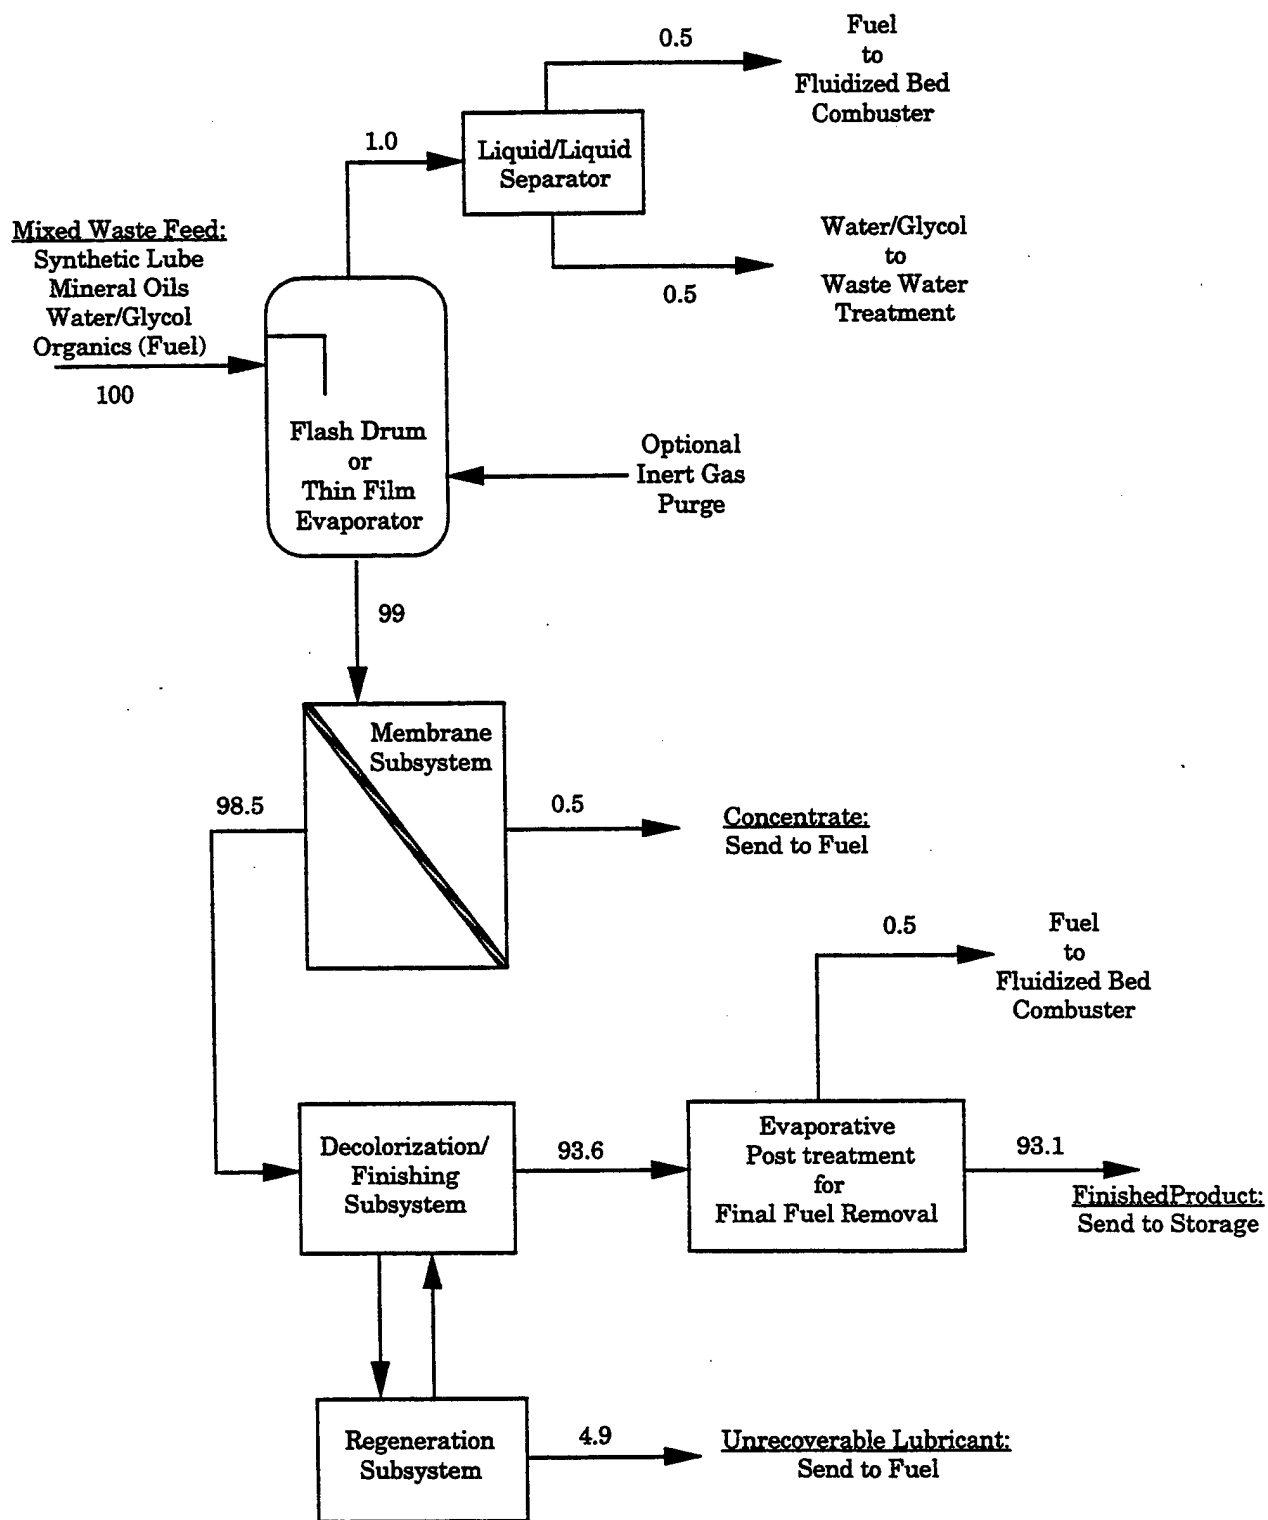 0.5
Fuel
to
Fluidized Bed
Combuster
1.0
Liquid/Liquid
Separator
Mixed Waste Feed:
Synthetic Lube
Mineral Oils
Water/Glycol
Organics (Fuel)
100
Water/Glycol
to
Waste Water
Treatment
0.5
Flash Drum
or
Thin Film
Evaporator
Optional
Inert Gas
Purge
99
Membrane
Subsystem
98.5
0.5
Concentrate:
Send to Fuel
0.5
Fuel
to
Fluidized Bed
Combuster
Decolorization/
Finishing
Subsystem
93.6
Evaporative
Post treatment
for
Final Fuel Removal
93.1
FinishedProduct:
Send to Storage
Regeneration
Subsystem
4.9
Unrecoverable Lubricant:
Send to Fuel